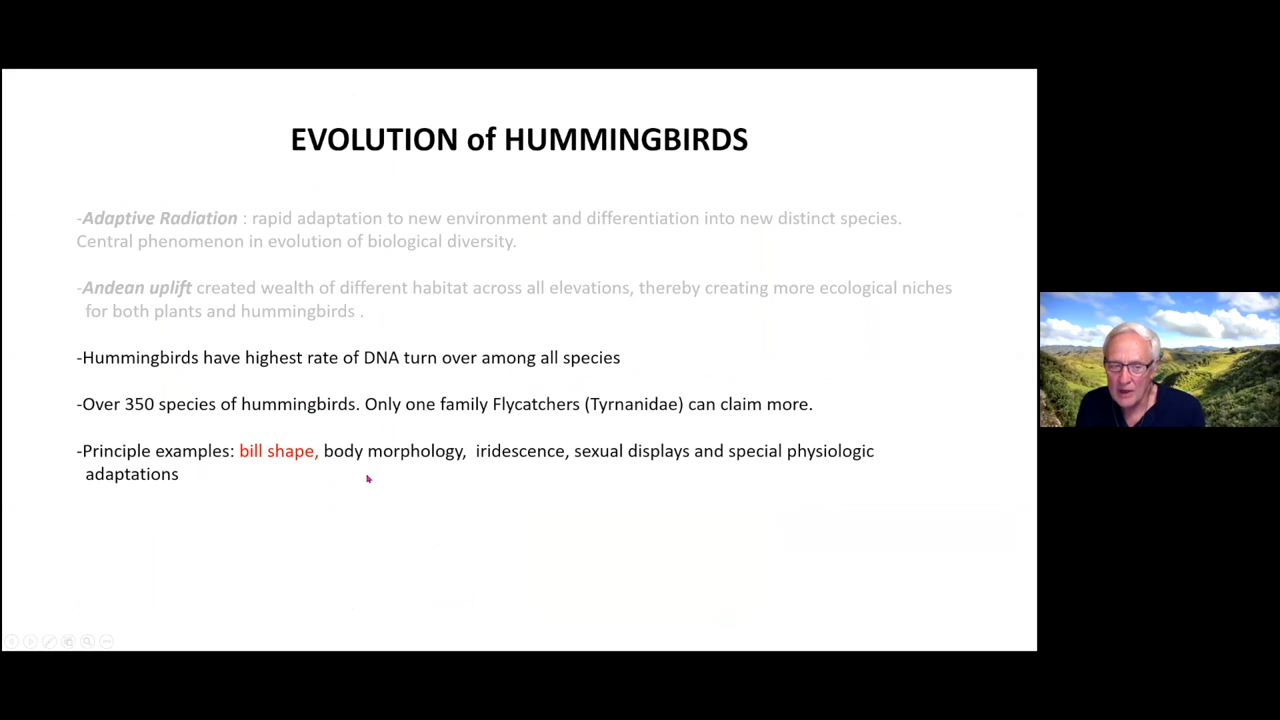 EVOLUTION of HUMMINGBIRDS
-Adaptive Radiation : rapid adaptation to new environment and differentiation into new distinct species.
Central phenomenon in evolution of biological diversity.
-Andean uplift created wealth of different habitat across all elevations, thereby creating more ecological niches
for both plants and hummingbirds .
-Hummingbirds have highest rate of DNA turn over among all species
-Over 350 species of hummingbirds. Only one family Flycatchers (Tyrnanidae) can claim more.
-Principle examples: bill shape, body morphology, iridescence, sexual displays and special physiologic
adaptations